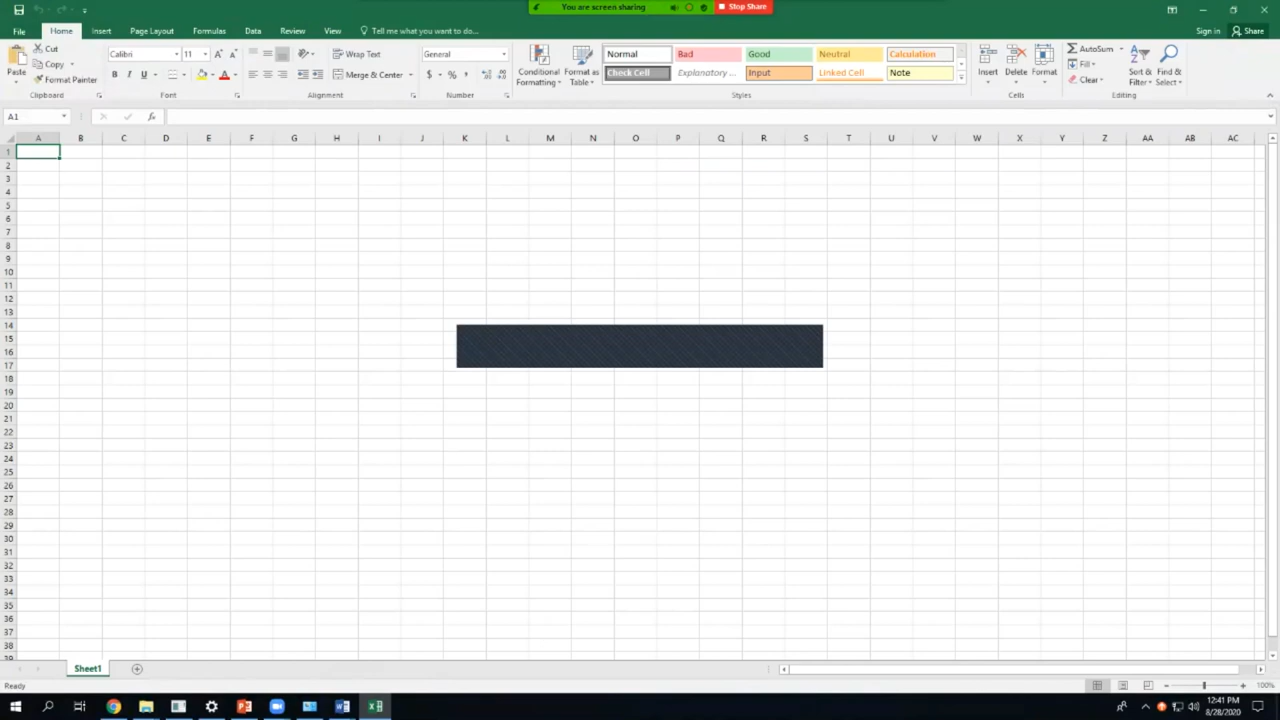 You are screen sharing
Stop Share
File Home Insert Page Layout Formulas Data Review View Tell me what you want to do... Sign in Share
Paste Cut Copy Format Painter Clipboard
Calibri 11 B I U Font
Wrap Text Merge & Center Alignment
General $ % Number
Conditional Formatting Format as Table
Normal Bad Good Neutral Calculation
Check Cell Explanatory ... Input Linked Cell Note
Styles
Insert Delete Format Cells
AutoSum Fill Clear Sort & Filter Find & Select Editing
A1 fx
A B C D E F G H I J K L M N O P Q R S T U V W X Y Z AA AB AC
1
2
3
4
5
6
7
8
9
10
11
12
13
14
15
16
17
18
19
20
21
22
23
24
25
26
27
28
29
30
31
32
33
34
35
36
37
38
39
Sheet1
Ready 100%
12:41 PM
8/28/2020